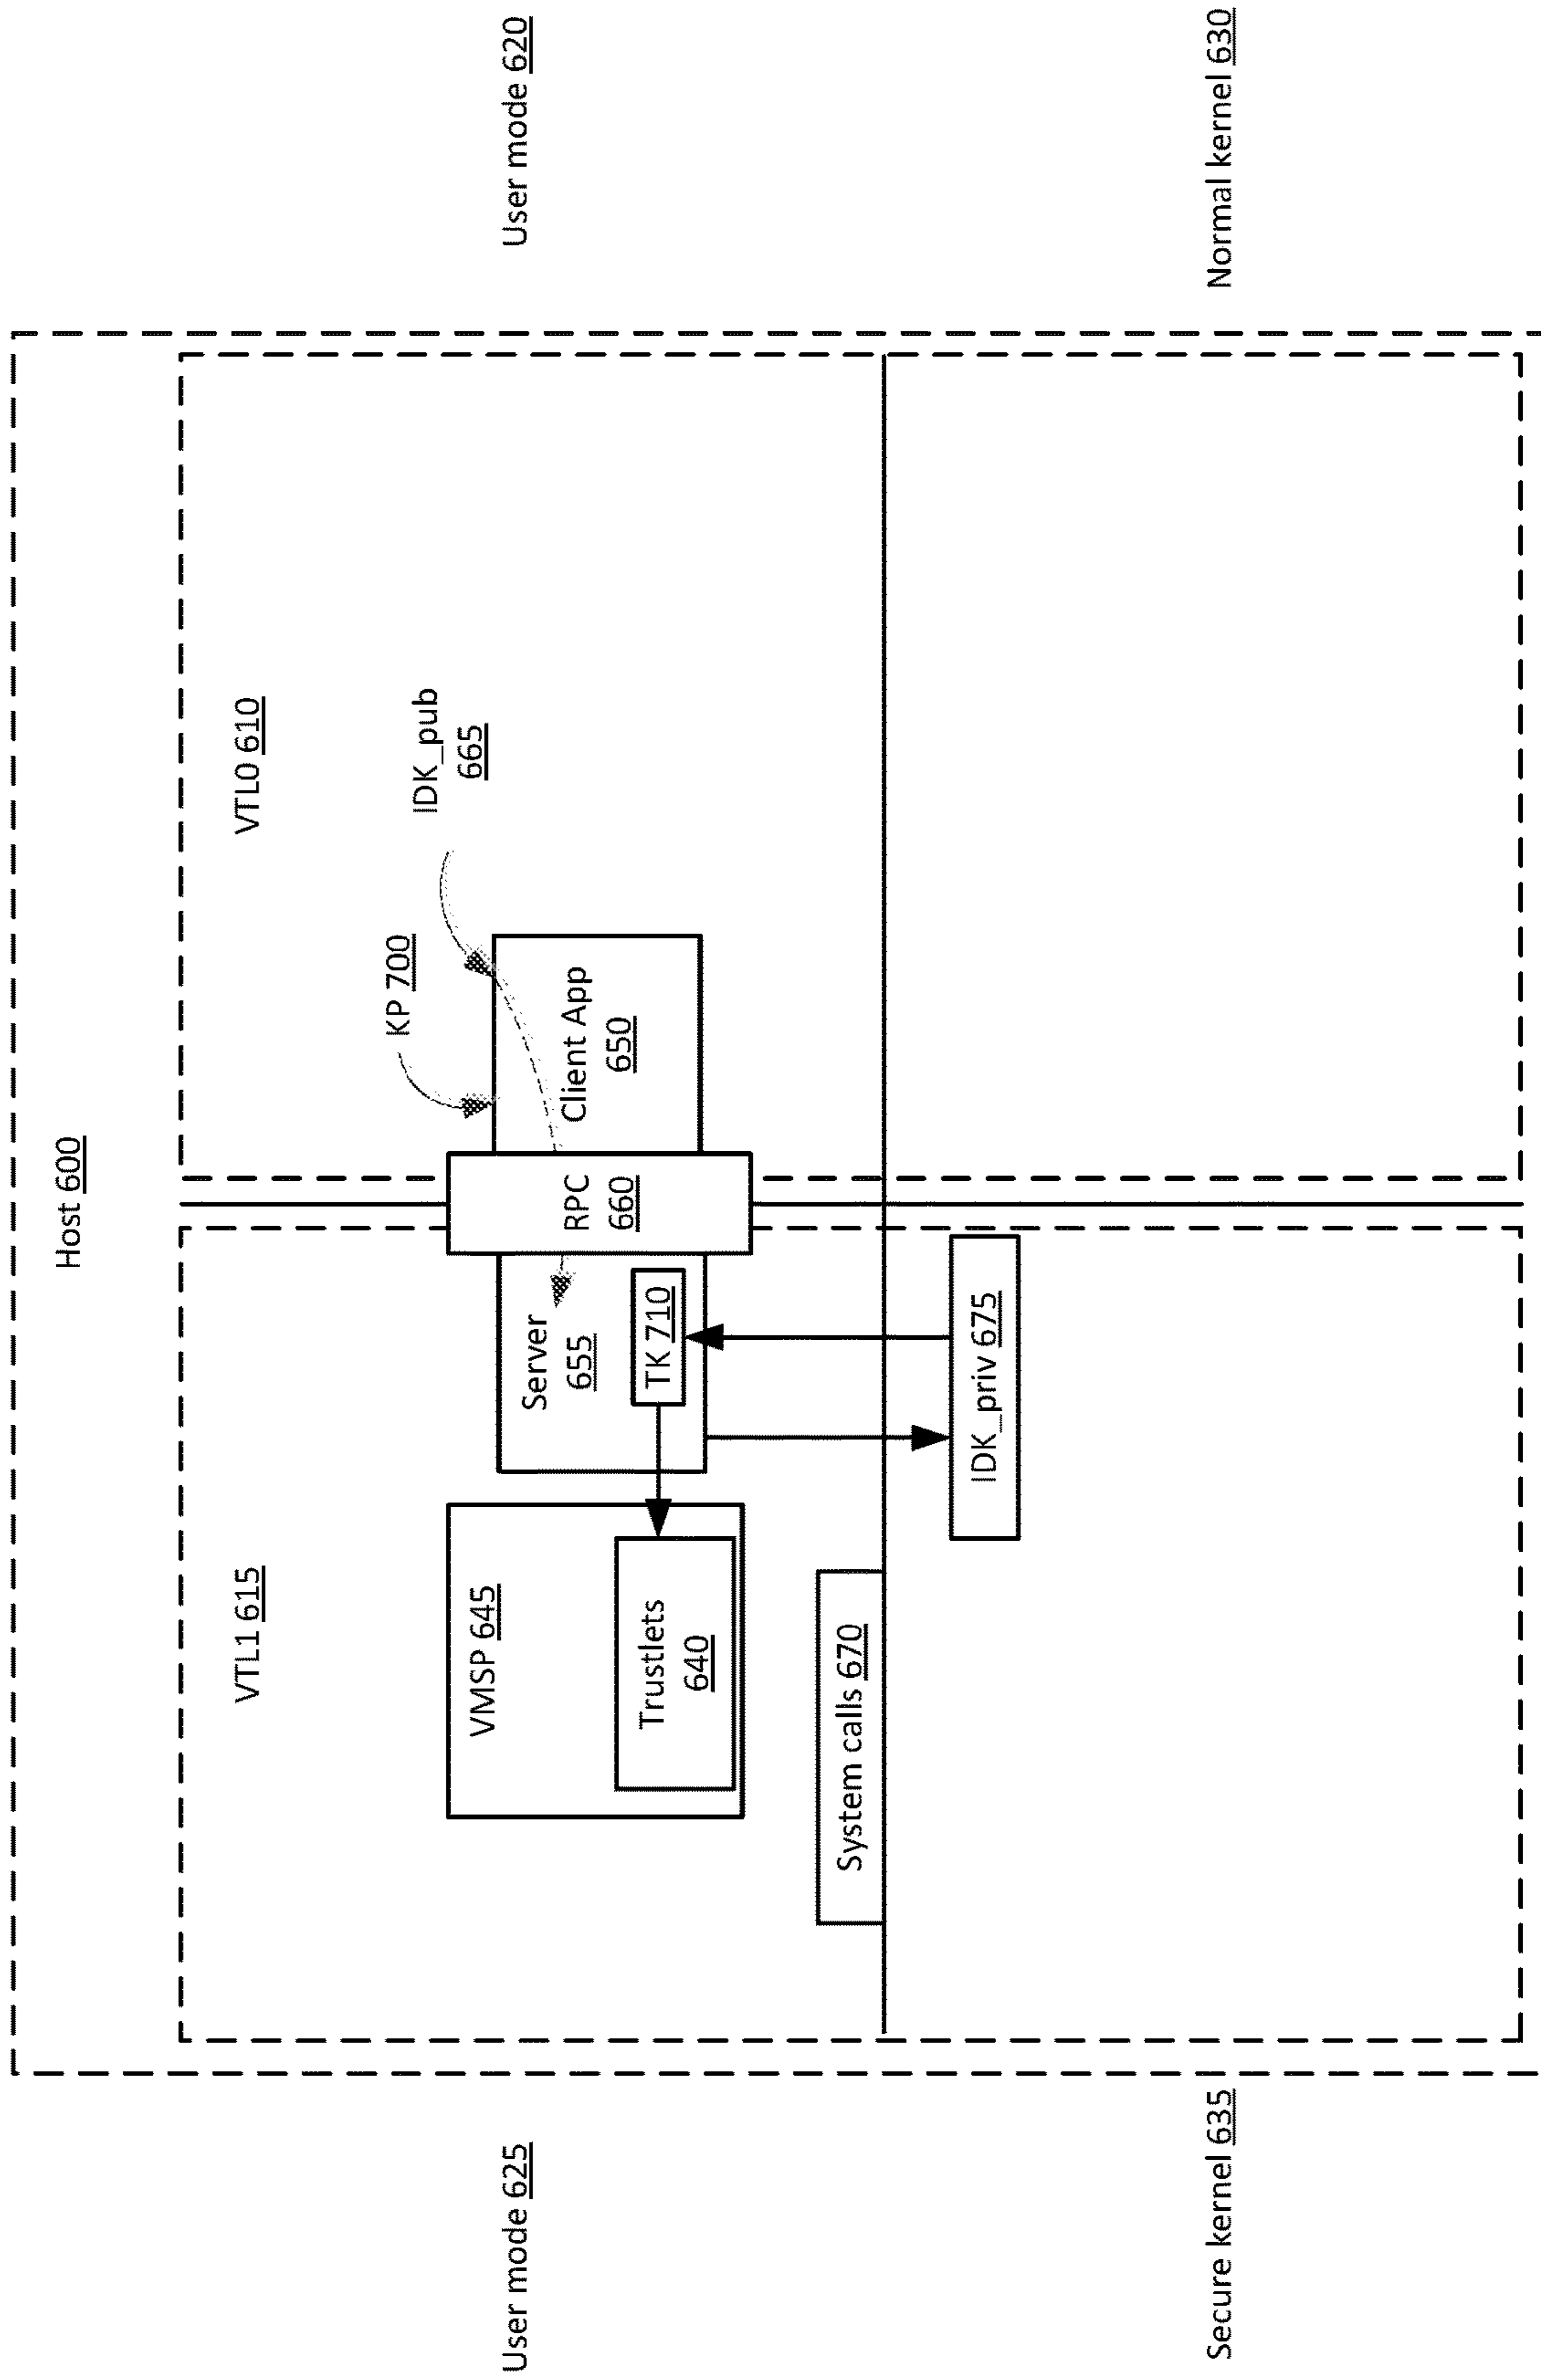 Host 600
VTL1 615
VTL0 610
User mode 625
User mode 620
VMSP 645
Trustlets
640
Server
655
TK 710
RPC
660
KP 700
IDK_pub
665
Client App
650
System calls 670
IDK_priv 675
Secure kernel 635
Normal kernel 630